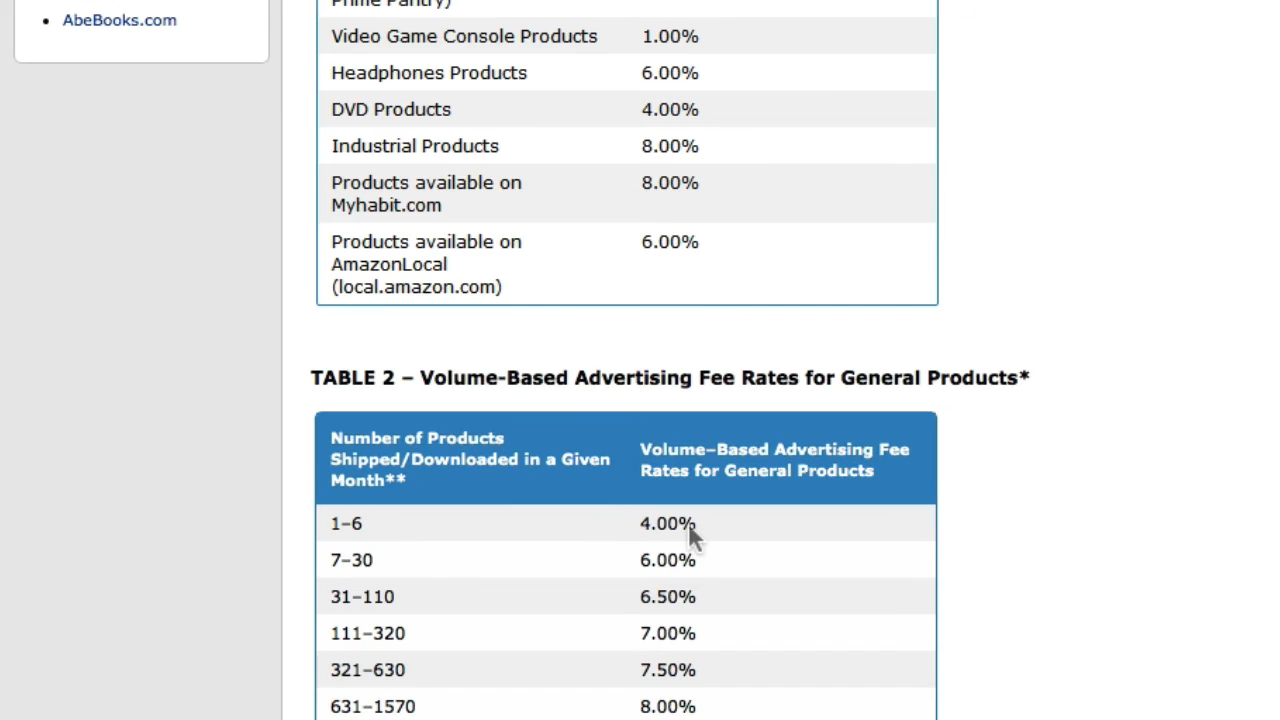 AbeBooks.com
Prime Pantry)
Video Game Console Products 1.00%
Headphones Products 6.00%
DVD Products 4.00%
Industrial Products 8.00%
Products available on 8.00%
Myhabit.com
Products available on 6.00%
AmazonLocal
(local.amazon.com)
TABLE 2 – Volume-Based Advertising Fee Rates for General Products*
Number of Products
Shipped/Downloaded in a Given
Month**
Volume–Based Advertising Fee
Rates for General Products
1–6 4.00%
7–30 6.00%
31–110 6.50%
111–320 7.00%
321–630 7.50%
631–1570 8.00%